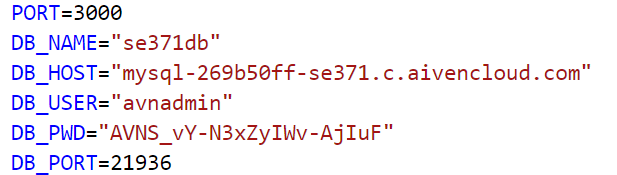 PORT=3000
DB_NAME="se371db"
DB_HOST="mysql-269b50ff-se371.c.aivencloud.com"
DB_USER="avnadmin"
DB_PWD="AVNS_vY-N3xZyIWv-AjIuF"
DB_PORT=21936